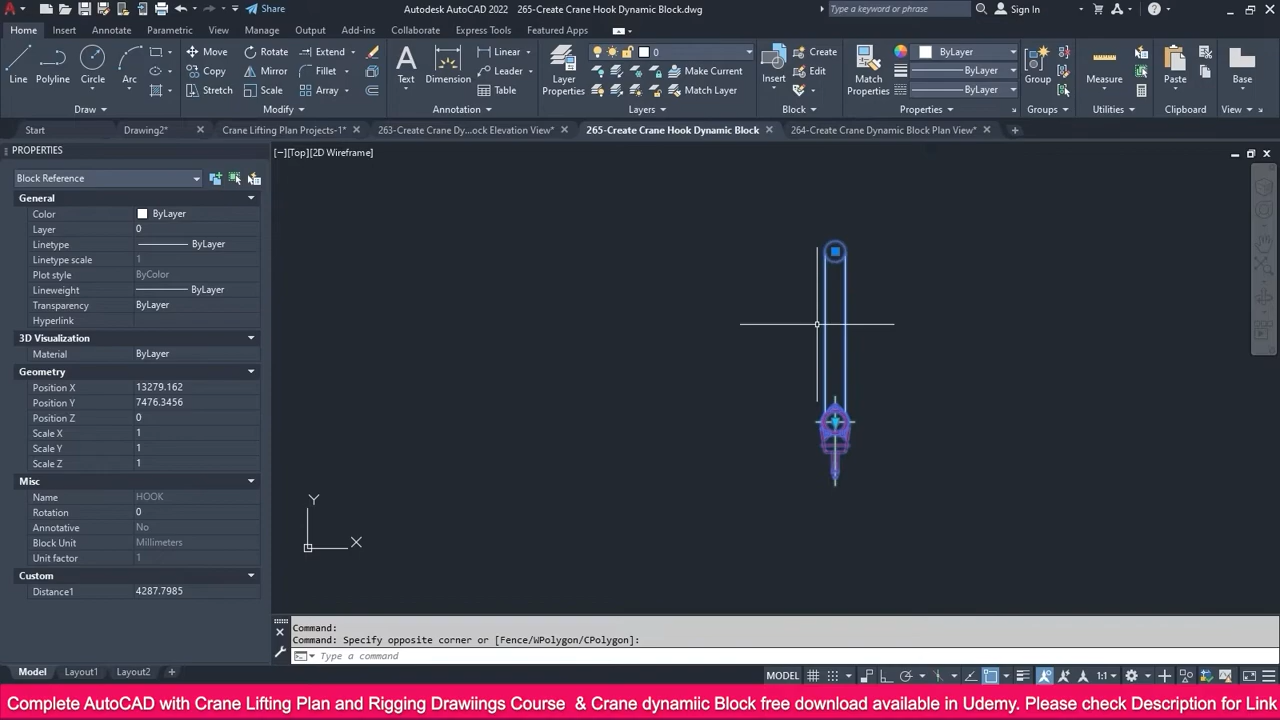 Share
Autodesk AutoCAD 2022 265-Create Crane Hook Dynamic Block.dwg
Type a keyword or phrase
Sign In
Home Insert Annotate Parametric View Manage Output Add-ins Collaborate Express Tools Featured Apps
Line Polyline Circle Arc
Move Rotate Extend
Copy Mirror Fillet
Stretch Scale Array
Text Dimension
Linear
Leader
Table
Layer Properties
0
Make Current
Match Layer
Insert
Create
Edit
Match Properties
ByLayer
ByLayer
ByLayer
Group
Measure
Paste
Base
Draw Modify Annotation Layers Block Properties Groups Utilities Clipboard View
Start Drawing2* Crane Lifting Plan Projects-1* 263-Create Crane Dy...ock Elevation View* 265-Create Crane Hook Dynamic Block 264-Create Crane Dynamic Block Plan View*
PROPERTIES
[−][Top][2D Wireframe]
Block Reference
General
Color ByLayer
Layer 0
Linetype ByLayer
Linetype scale 1
Plot style ByColor
Lineweight ByLayer
Transparency ByLayer
Hyperlink
3D Visualization
Material ByLayer
Geometry
Position X 13279.162
Position Y 7476.3456
Position Z 0
Scale X 1
Scale Y 1
Scale Z 1
Misc
Name HOOK
Rotation 0
Annotative No
Block Unit Millimeters
Unit factor 1
Custom
Distance1 4287.7985
Y
X
Command:
Command: Specify opposite corner or [Fence/WPolygon/CPolygon]:
Type a command
Model Layout1 Layout2
MODEL 1:1
Complete AutoCAD with Crane Lifting Plan and Rigging Drawiings Course & Crane dynamiic Block free download available in Udemy. Please check Description for Link